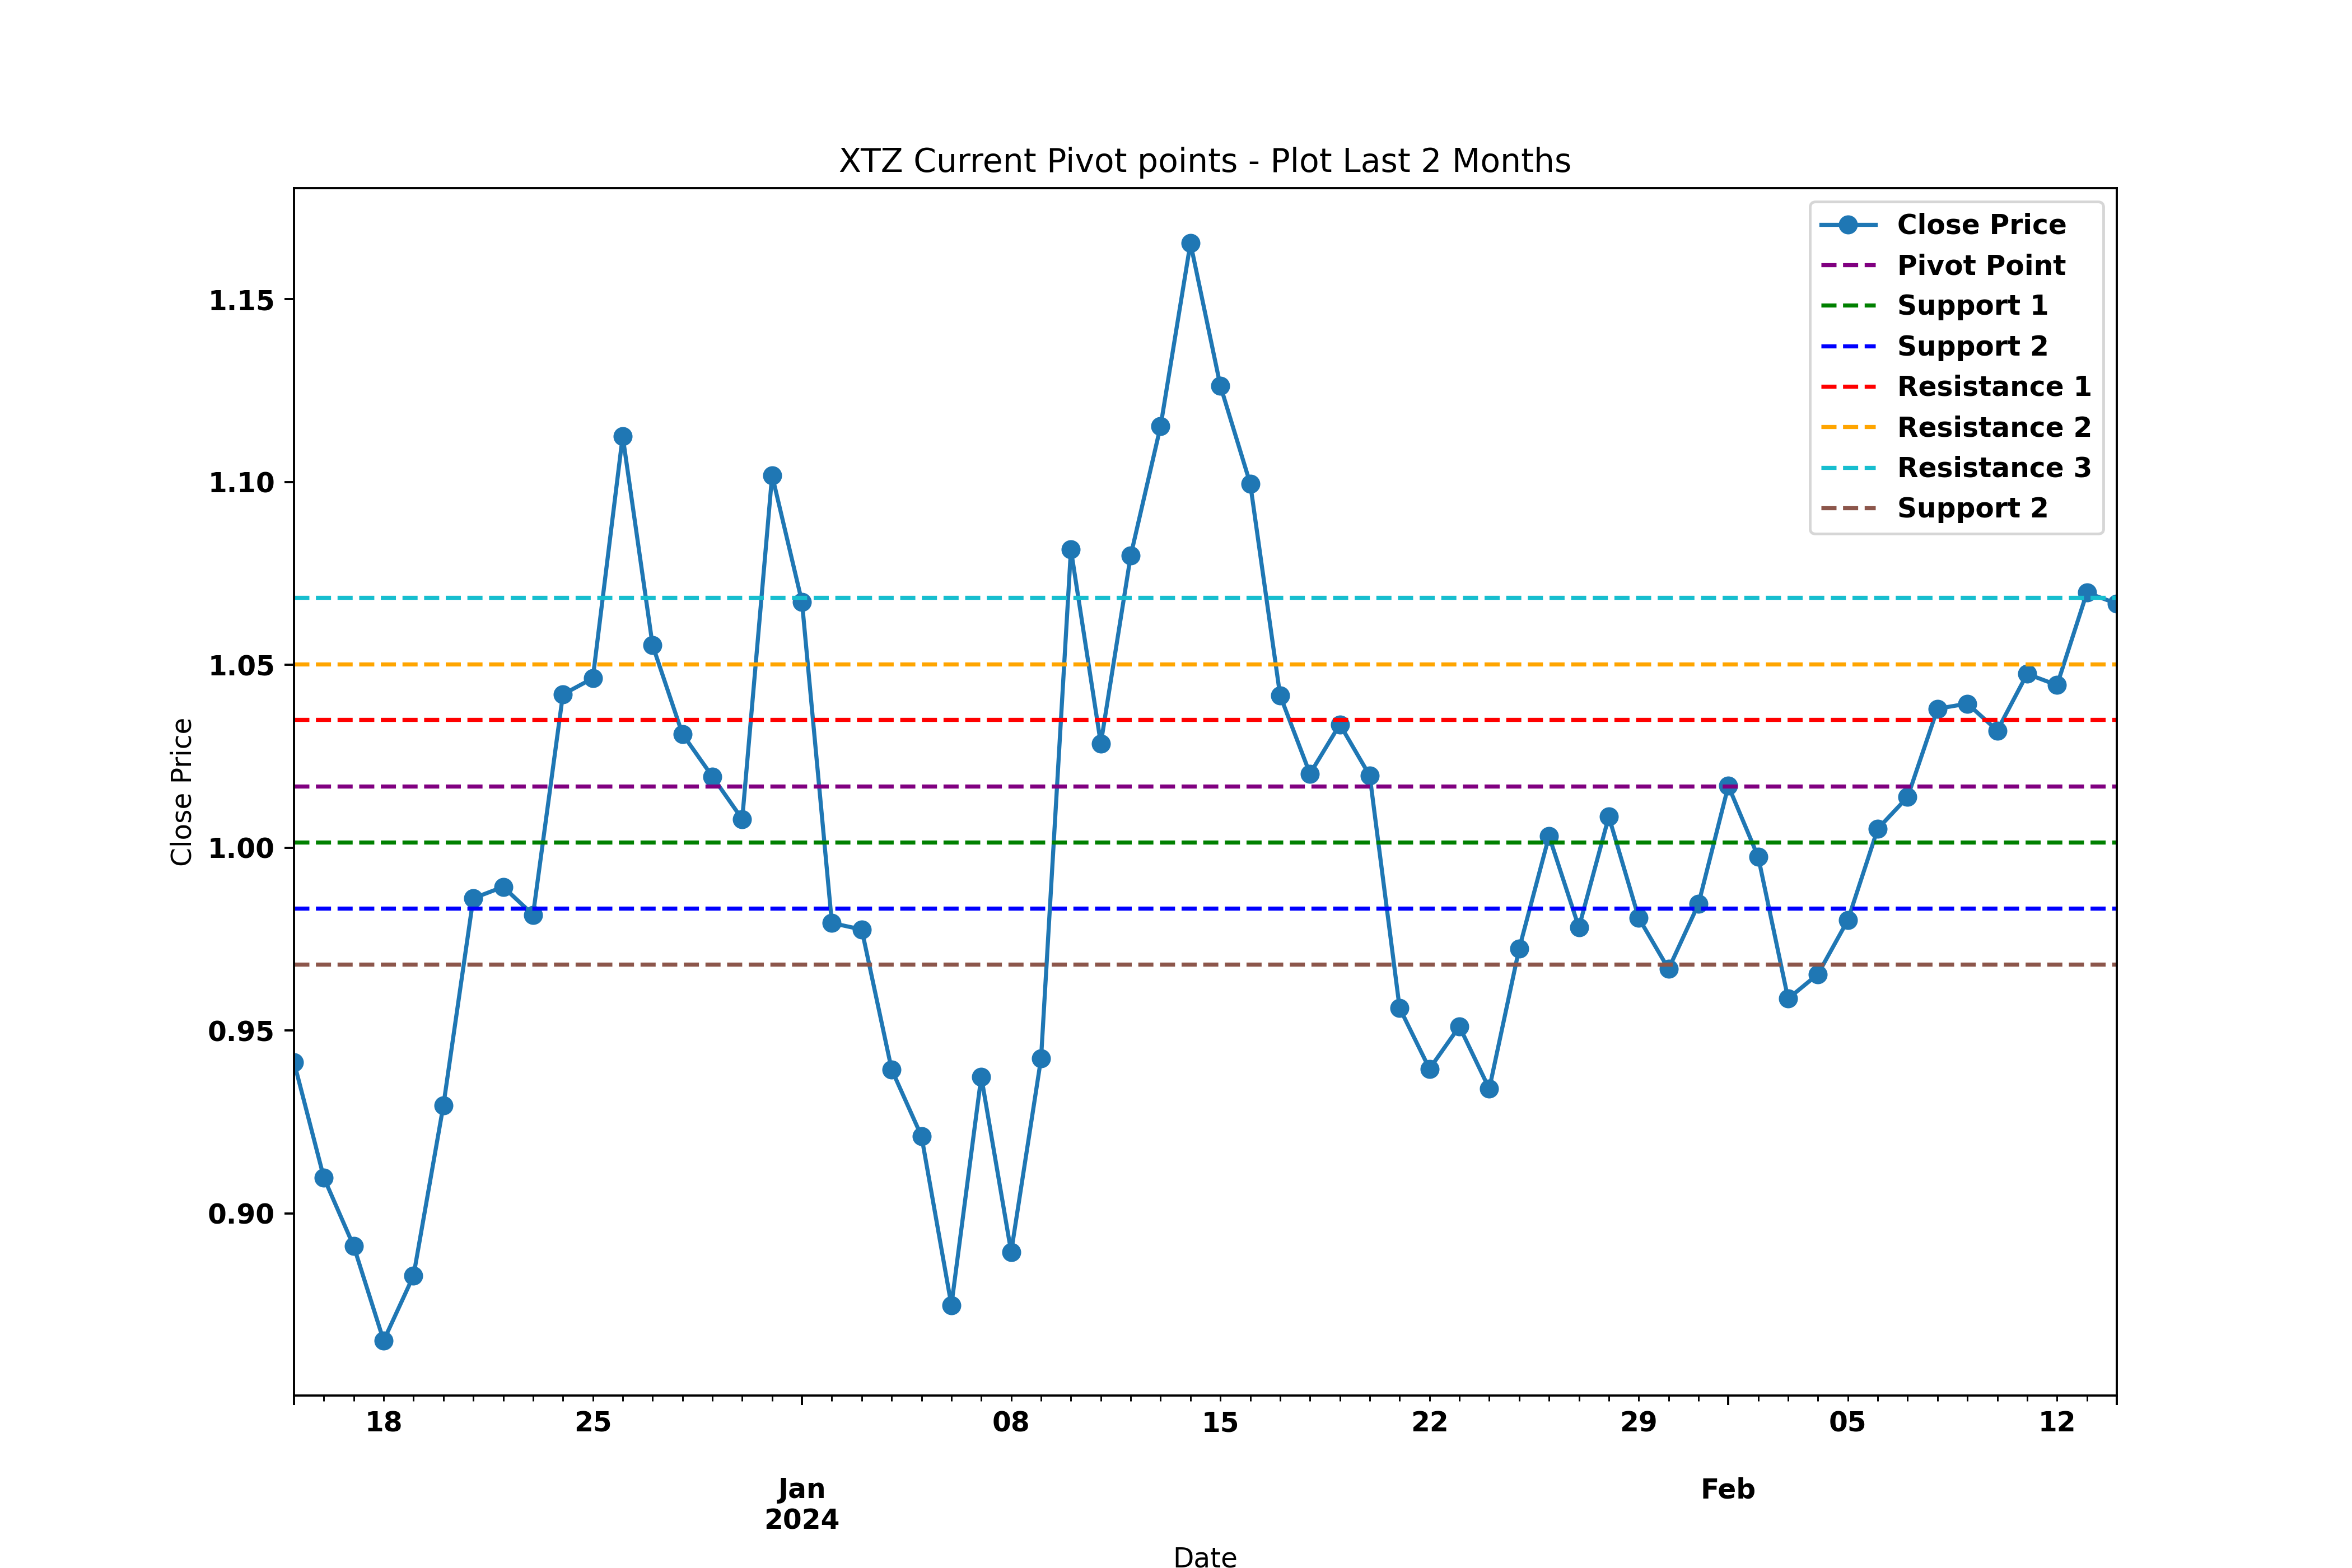 XTZ Current Pivot points - Plot Last 2 Months
Close Price
Pivot Point
Support 1
Support 2
Resistance 1
Resistance 2
Resistance 3
Support 2
1.15
1.10
1.05
1.00
0.95
0.90
Close Price
18 25 08 15 22 29 05 12
Jan Feb
2024
Date